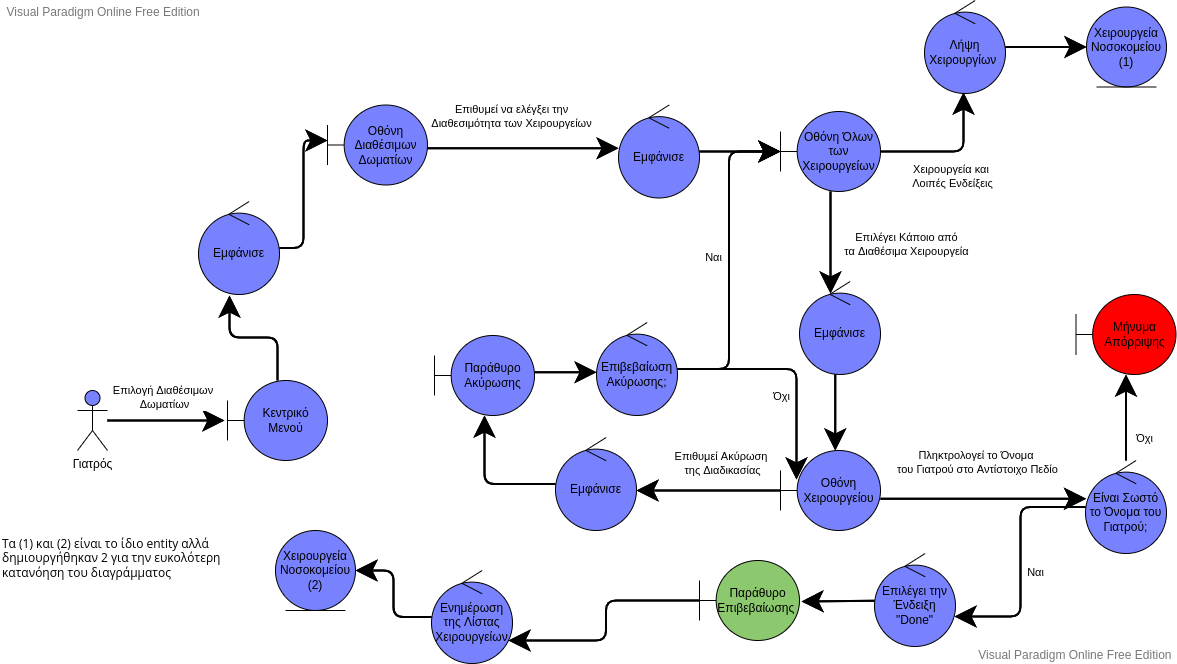 Visual Paradigm Online Free Edition
Λήψη
Χειρουργίων
Χειρουργεία
Νοσοκομείου
(1)
Οθόνη
Διαθέσιμων
Δωματίων
Επιθυμεί να ελέγξει την
Διαθεσιμότητα των Χειρουργείων
Εμφάνισε
Οθόνη Όλων
των
Χειρουργείων
Χειρουργεία και
Λοιπές Ενδείξεις
Εμφάνισε
Ναι
Επιλέγει Κάποιο από
τα Διαθέσιμα Χειρουργεία
Εμφάνισε
Μήνυμα
Απόρριψης
Παράθυρο
Ακύρωσης
Επιβεβαίωση
Ακύρωσης;
Όχι
Επιλογή Διαθέσιμων
Δωματίων
Κεντρικό
Μενού
Γιατρός
Όχι
Επιθυμεί Ακύρωση
της Διαδικασίας
Πληκτρολογεί το Όνομα
του Γιατρού στο Αντίστοιχο Πεδίο
Εμφάνισε
Οθόνη
Χειρουργείου
Είναι Σωστό
το Όνομα του
Γιατρού;
Τα (1) και (2) είναι το ίδιο entity αλλά
δημιουργήθηκαν 2 για την ευκολότερη
κατανόηση του διαγράμματος
Χειρουργεία
Νοσοκομείου
(2)
Ναι
Ενημέρωση
της Λίστας
Χειρουργείων
Παράθυρο
Επιβεβαίωσης
Επιλέγει την
Ένδειξη
"Done"
Visual Paradigm Online Free Edition